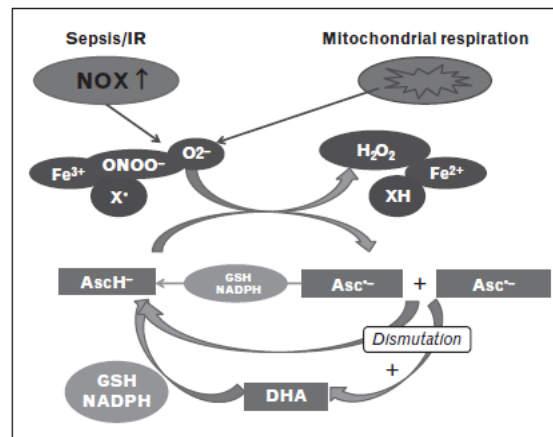 Sepsis/IR
Mitochondrial respiration
NOX ↑
O2–
ONOO–
Fe3+
X•
H2O2
Fe2+
XH
AscH–
GSH
NADPH
Asc•–
+
Asc•–
Dismutation
+
GSH
NADPH
DHA